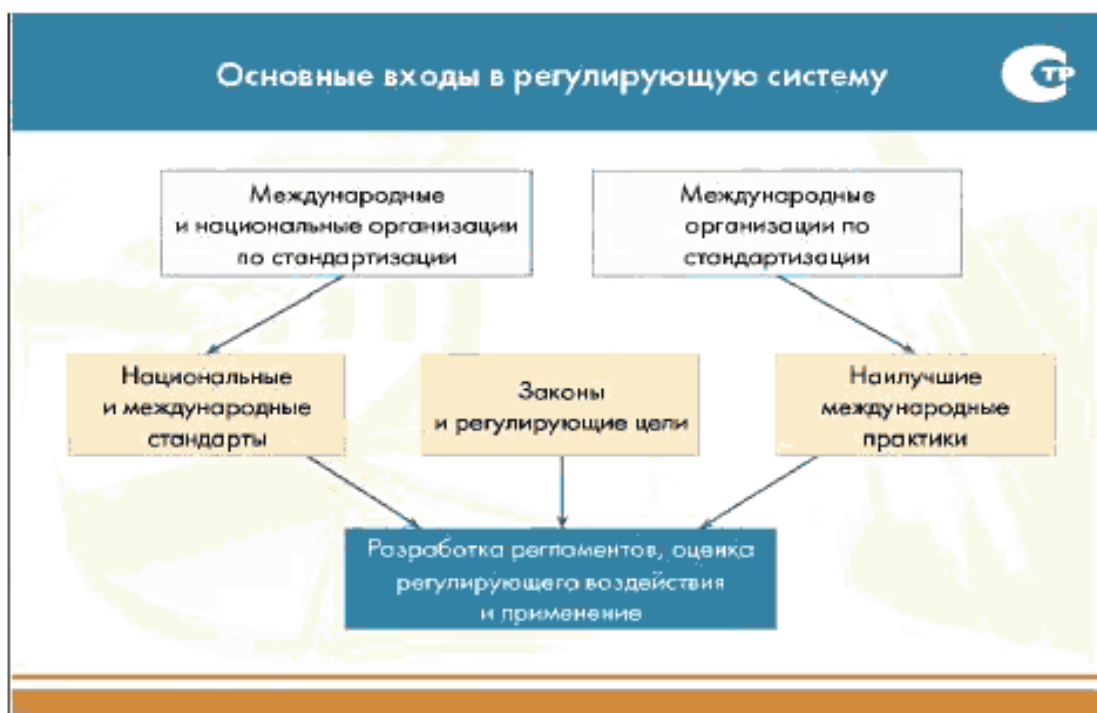 Основные входы в регулирующую систему
СТР
Международные
и национальные организации
по стандартизации
Международные
организации по
стандартизации
Национальные
и международные
стандарты
Законы
и регулирующие цели
Наилучшие
международные
практики
Разработка регламентов, оценка
регулирующего воздействия
и применение